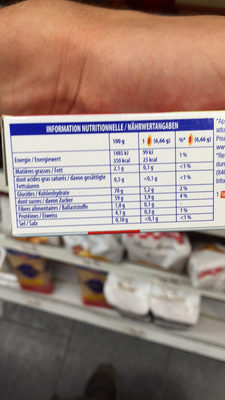 INFORMATION NUTRITIONNELLE / NÄHRWERTANGABEN
100 g 1 (6,66 g) %* (6,66 g)
Energie / Energiewert 1485 kJ 99 kJ
350 kcal 23 kcal 1 %
Matières grasses / Fett 2,1 g 0,1 g <1 %
dont acides gras saturés / davon gesättigte Fettsäuren 0,5 g <0,1 g <1 %
Glucides / Kohlenhydrate 78 g 5,2 g 2 %
dont sucres / davon Zucker 59 g 3,9 g 4 %
Fibres alimentaires / Ballaststoffe 1,8 g 0,1 g -
Protéines / Eiweiss 4,1 g 0,3 g 1 %
Sel / Salz <0,1 g <1 %